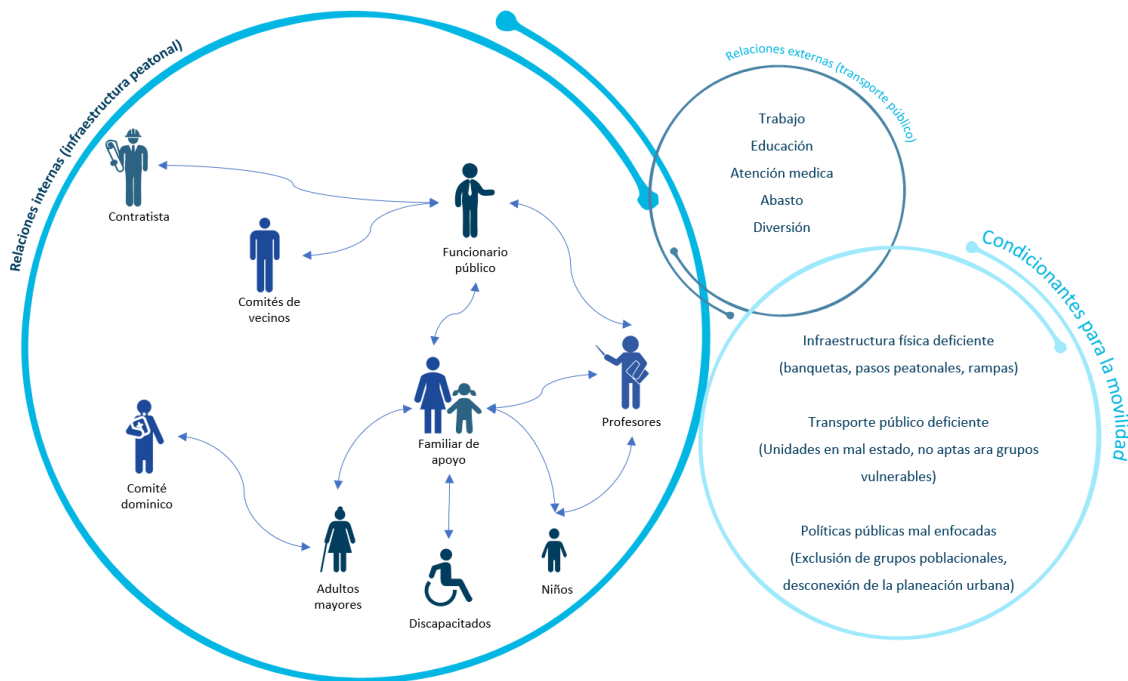 Relaciones internas (infraestructura peatonal)
Contratista
Comités de
vecinos
Funcionario
público
Comité
dominico
Familiar de
apoyo
Profesores
Adultos
mayores
Discapacitados
Niños
Relaciones externas (transporte público)
Trabajo
Educación
Atención medica
Abasto
Diversión
Condicionantes para la movilidad
Infraestructura física deficiente
(banquetas, pasos peatonales, rampas)
Transporte público deficiente
(Unidades en mal estado, no aptas ara grupos
vulnerables)
Políticas públicas mal enfocadas
(Exclusión de grupos poblacionales,
desconexión de la planeación urbana)